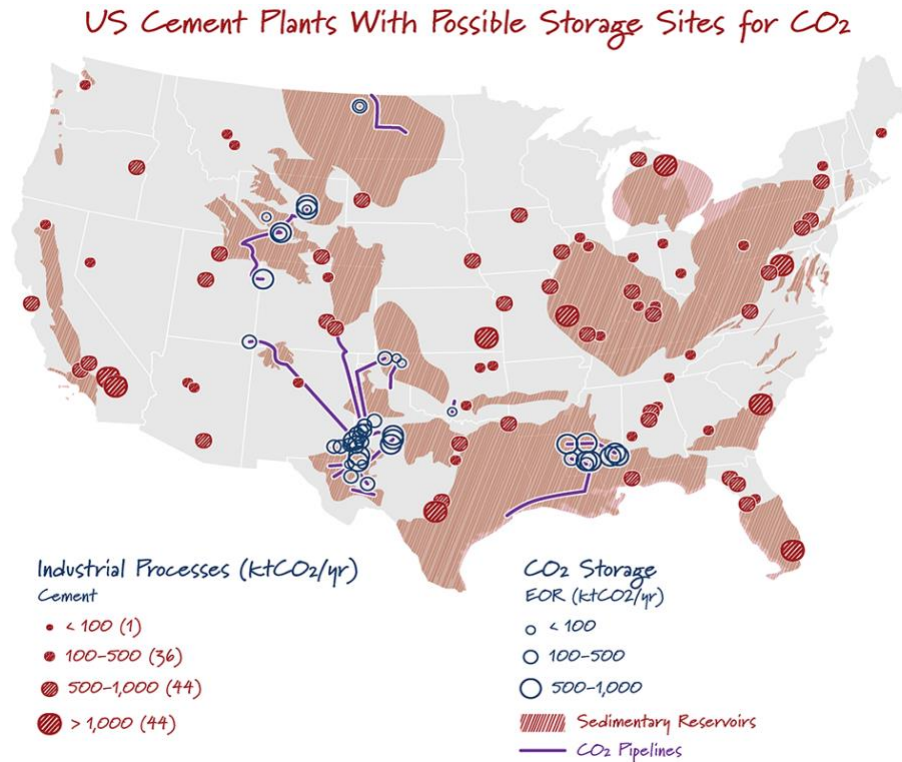 US Cement Plants With Possible Storage Sites for CO₂
Industrial Processes (ktCO₂/yr)
Cement
< 100 (1)
100-500 (36)
500-1,000 (44)
> 1,000 (44)
CO₂ Storage
EOR (ktCO₂/yr)
< 100
100-500
500-1,000
Sedimentary Reservoirs
CO₂ Pipelines